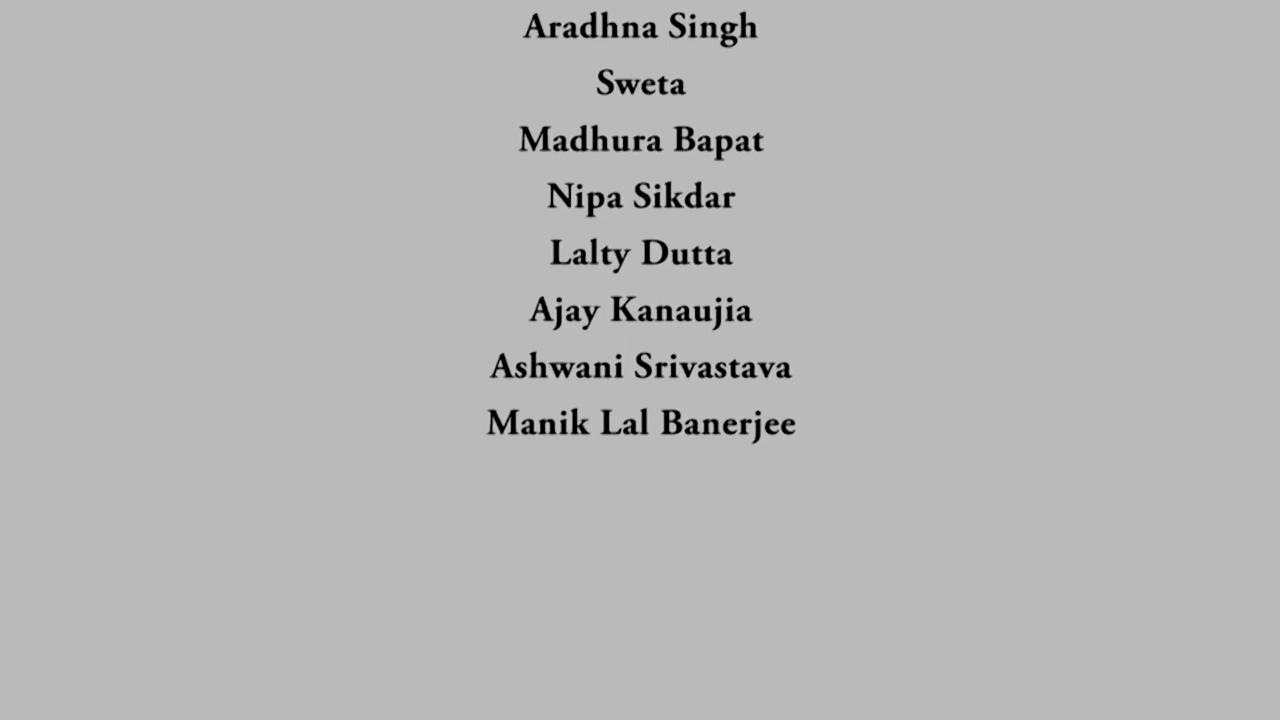 Aradhna Singh
Sweta
Madhura Bapat
Nipa Sikdar
Lalty Dutta
Ajay Kanaujia
Ashwani Srivastava
Manik Lal Banerjee